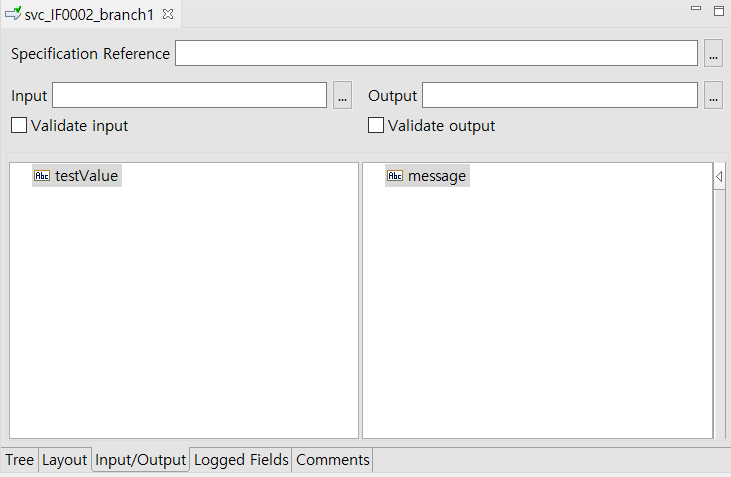 svc_IF0002_branch1
Specification Reference ...
Input ... Output ...
Validate input Validate output
Abc testValue Abc message
Tree Layout Input/Output Logged Fields Comments